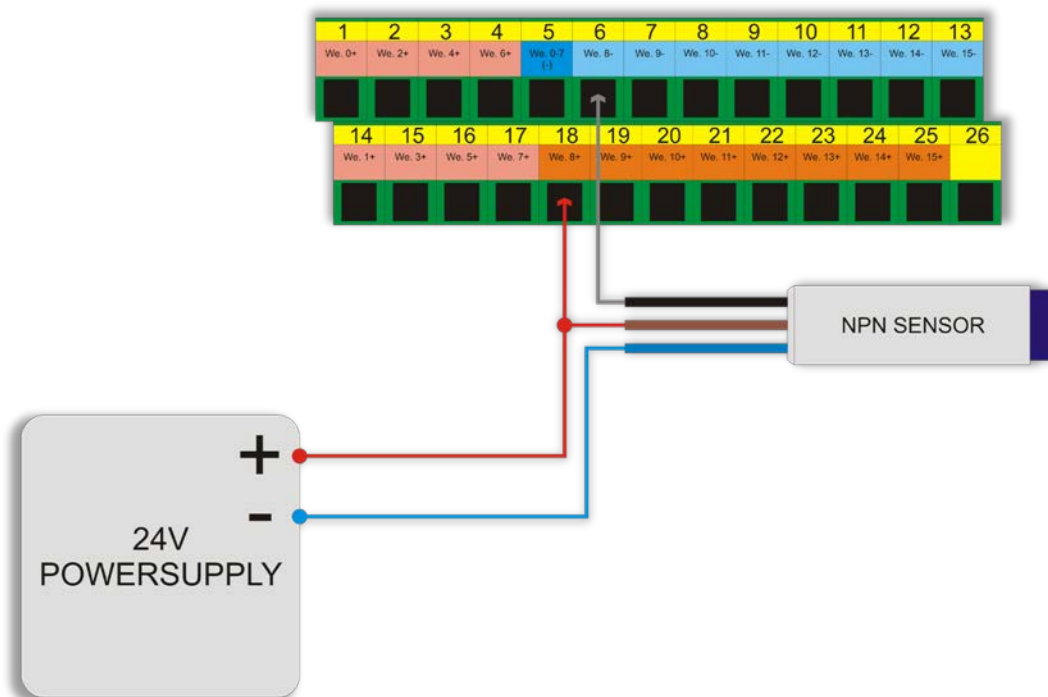 1 2 3 4 5 6 7 8 9 10 11 12 13
We. 0+ We. 2+ We. 4+ We. 6+ We. 0-7 We. 8- We. 9- We. 10- We. 11- We. 12- We. 13- We. 14- We. 15-
(-)
14 15 16 17 18 19 20 21 22 23 24 25 26
We. 1+ We. 3+ We. 5+ We. 7+ We. 8+ We. 9+ We. 10+ We. 11+ We. 12+ We. 13+ We. 14+ We. 15+
NPN SENSOR
+
-
24V
POWERSUPPLY